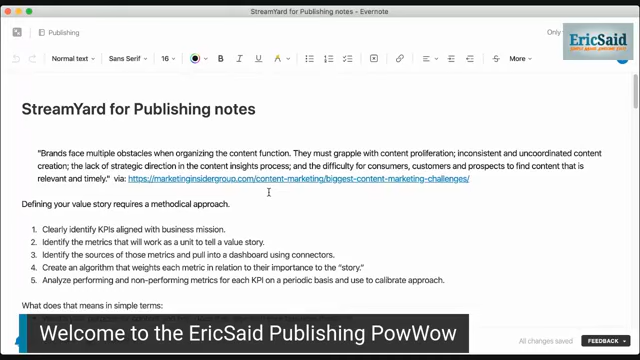 StreamYard for Publishing notes - Evernote
Publishing
Only
EricSaid
Normal text
Sans Serif
16
B I U A
More
StreamYard for Publishing notes
"Brands face multiple obstacles when organizing the content function. They must grapple with content proliferation; inconsistent and uncoordinated content
creation; the lack of strategic direction in the content insights process; and the difficulty for consumers, customers and prospects to find content that is
relevant and timely." via: https://marketinginsidergroup.com/content-marketing/biggest-content-marketing-challenges/
Defining your value story requires a methodical approach.
1. Clearly identify KPIs aligned with business mission.
2. Identify the metrics that will work as a unit to tell a value story.
3. Identify the sources of those metrics and pull into a dashboard using connectors.
4. Create an algorithm that weights each metric in relation to their importance to the "story."
5. Analyze performing and non-performing metrics for each KPI on a periodic basis and use to calibrate approach.
What does that means in simple terms:
Welcome to the EricSaid Publishing PowWow
All changes saved
FEEDBACK